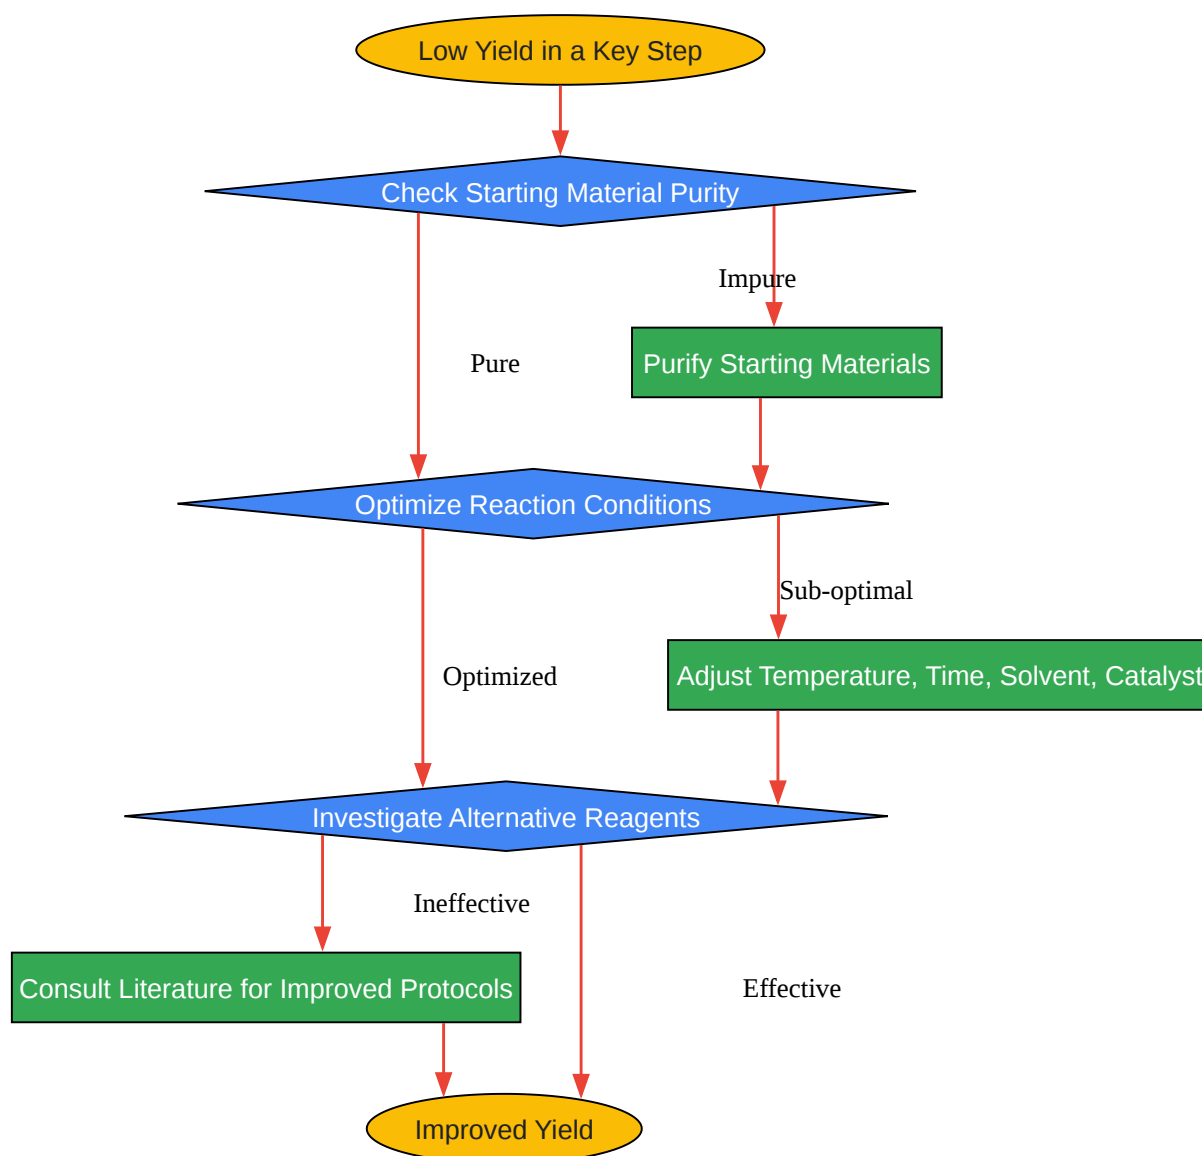 Low Yield in a Key Step
Check Starting Material Purity
Impure
Pure
Purify Starting Materials
Optimize Reaction Conditions
Sub-optimal
Optimized
Adjust Temperature, Time, Solvent, Catalyst
Investigate Alternative Reagents
Ineffective
Consult Literature for Improved Protocols
Effective
Improved Yield